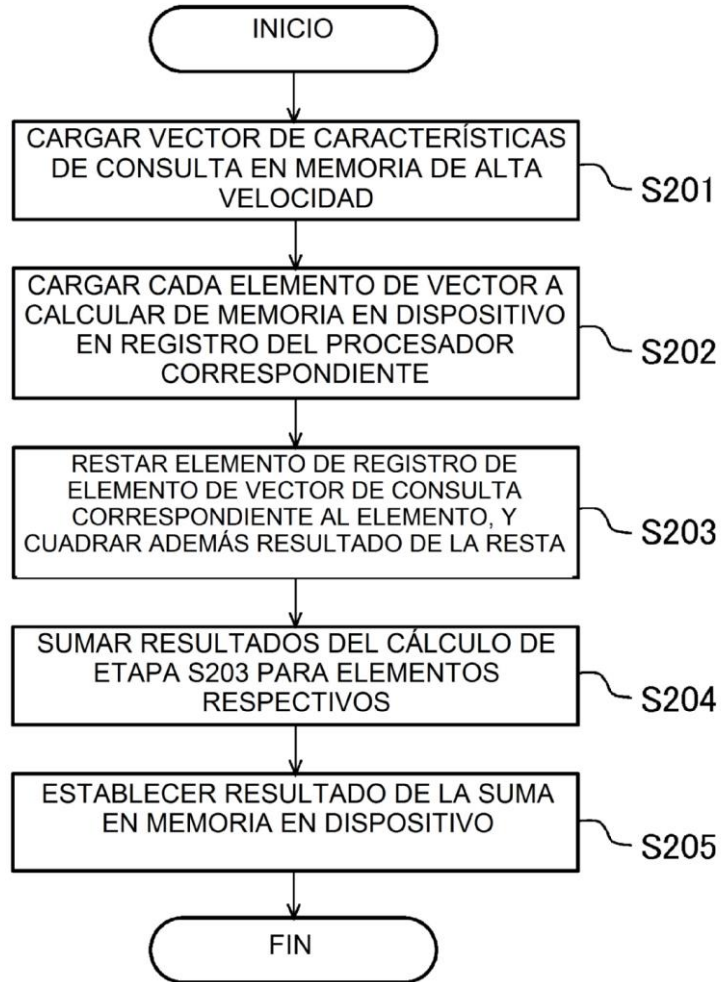 INICIO
CARGAR VECTOR DE CARACTERÍSTICAS
DE CONSULTA EN MEMORIA DE ALTA
VELOCIDAD
S201
CARGAR CADA ELEMENTO DE VECTOR A
CALCULAR DE MEMORIA EN DISPOSITIVO
EN REGISTRO DEL PROCESADOR
CORRESPONDIENTE
S202
RESTAR ELEMENTO DE REGISTRO DE
ELEMENTO DE VECTOR DE CONSULTA
CORRESPONDIENTE AL ELEMENTO, Y
CUADRAR ADEMÁS RESULTADO DE LA RESTA
S203
SUMAR RESULTADOS DEL CÁLCULO DE
ETAPA S203 PARA ELEMENTOS
RESPECTIVOS
S204
ESTABLECER RESULTADO DE LA SUMA
EN MEMORIA EN DISPOSITIVO
S205
FIN